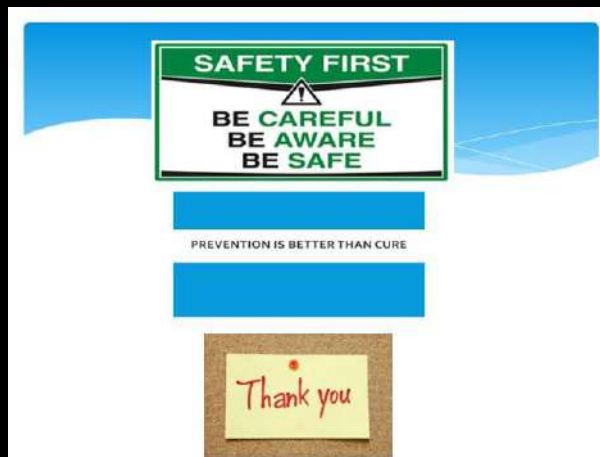 SAFETY FIRST
BE CAREFUL
BE AWARE
BE SAFE
PREVENTION IS BETTER THAN CURE
Thank you